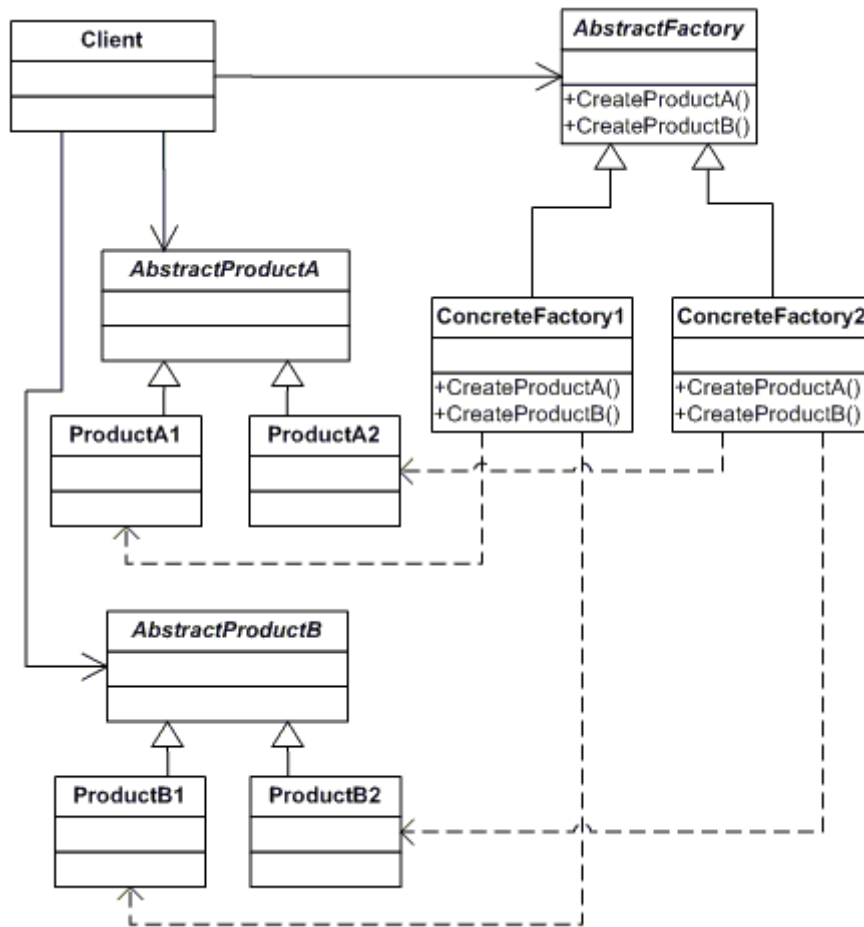 Client
AbstractFactory
+CreateProductA()
+CreateProductB()
AbstractProductA
ConcreteFactory1
+CreateProductA()
+CreateProductB()
ConcreteFactory2
+CreateProductA()
+CreateProductB()
ProductA1
ProductA2
AbstractProductB
ProductB1
ProductB2